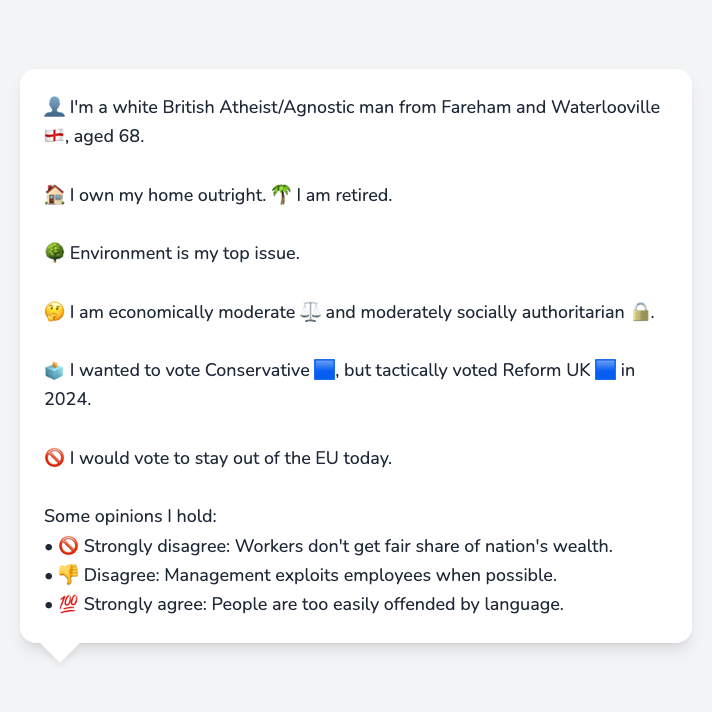 👤 I'm a white British Atheist/Agnostic man from Fareham and Waterlooville
🏴󠁧󠁢󠁥󠁮󠁧󠁿, aged 68.
🏠 I own my home outright. 🌴 I am retired.
🌳 Environment is my top issue.
🤔 I am economically moderate ⚖️ and moderately socially authoritarian 🔒.
🗳️ I wanted to vote Conservative 🟦, but tactically voted Reform UK 🟦 in
2024.
🚫 I would vote to stay out of the EU today.
Some opinions I hold:
• 🚫 Strongly disagree: Workers don't get fair share of nation's wealth.
• 👎 Disagree: Management exploits employees when possible.
• 💯 Strongly agree: People are too easily offended by language.